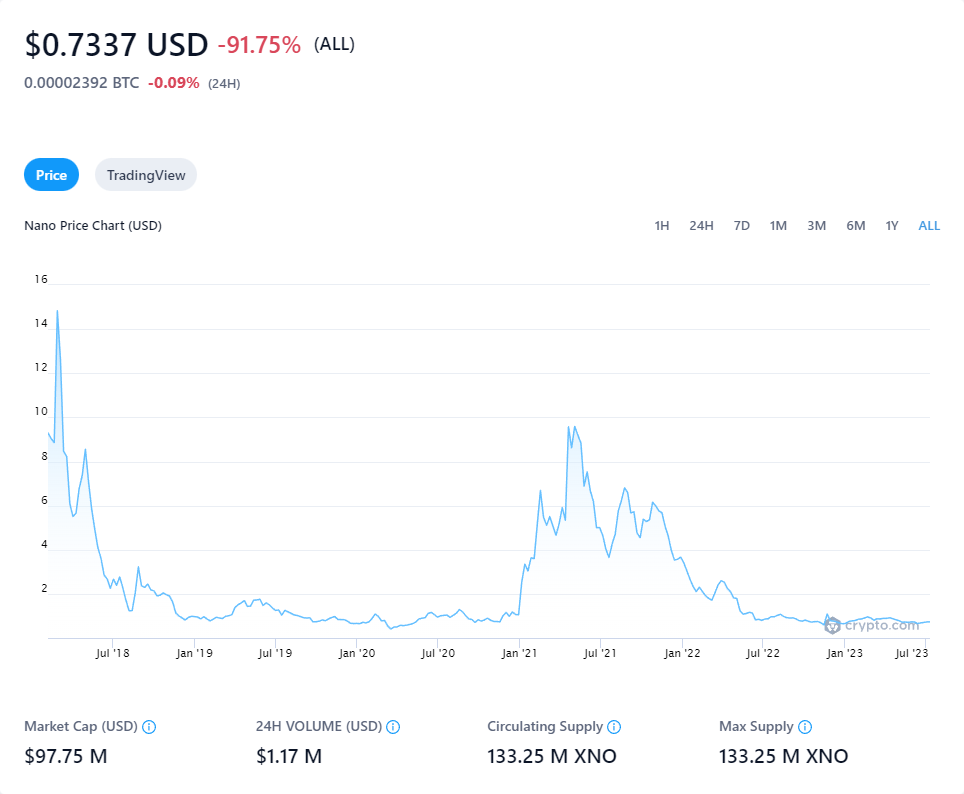 $0.7337 USD -91.75% (ALL)
0.00002392 BTC -0.09% (24H)
Price TradingView
Nano Price Chart (USD) 1H 24H 7D 1M 3M 6M 1Y ALL
16
14
12
10
8
6
4
2
crypto.com
Jul '18 Jan '19 Jul '19 Jan '20 Jul '20 Jan '21 Jul '21 Jan '22 Jul '22 Jan '23 Jul '23
Market Cap (USD) 24H VOLUME (USD) Circulating Supply Max Supply
$97.75 M $1.17 M 133.25 M XNO 133.25 M XNO